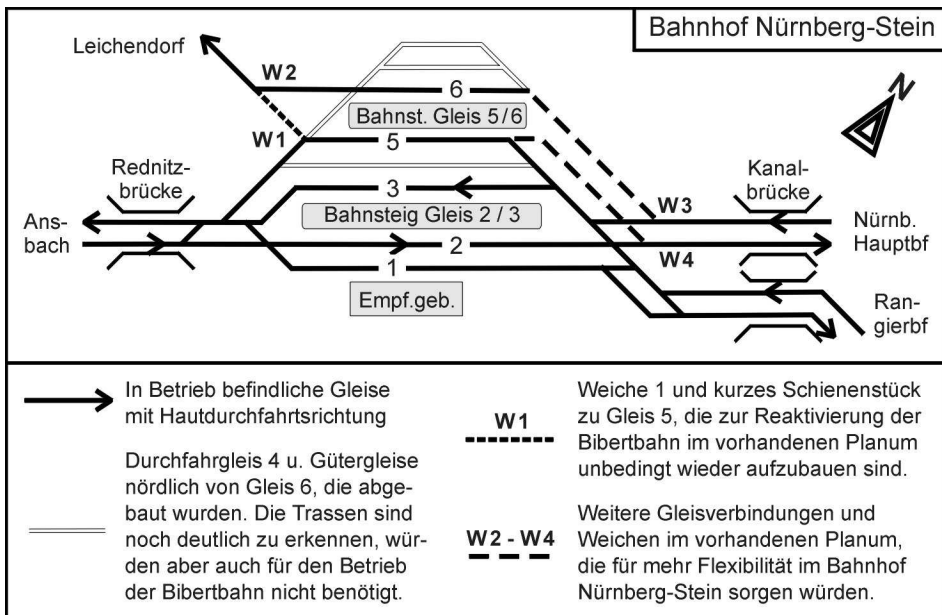 Bahnhof Nürnberg-Stein
Leichendorf
W2
6
N
Bahnst. Gleis 5/6
W1
5
Rednitz-
brücke
Kanal-
brücke
3
W3
Ans-
bach
Bahnsteig Gleis 2/3
Nürnb.
Hauptbf
2
W4
1
Empf.geb.
Ran-
gierbf
In Betrieb befindliche Gleise
mit Hautdurchfahrtsrichtung
Durchfahrgleis 4 u. Gütergleise
nördlich von Gleis 6, die abge-
baut wurden. Die Trassen sind
noch deutlich zu erkennen, wür-
den aber auch für den Betrieb
der Bibertbahn nicht benötigt.
W1
Weiche 1 und kurzes Schienenstück
zu Gleis 5, die zur Reaktivierung der
Bibertbahn im vorhandenen Planum
unbedingt wieder aufzubauen sind.
W2 - W4
Weitere Gleisverbindungen und
Weichen im vorhandenen Planum,
die für mehr Flexibilität im Bahnhof
Nürnberg-Stein sorgen würden.